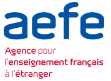 aefe
Agence pour
l'enseignement français
à l'étranger